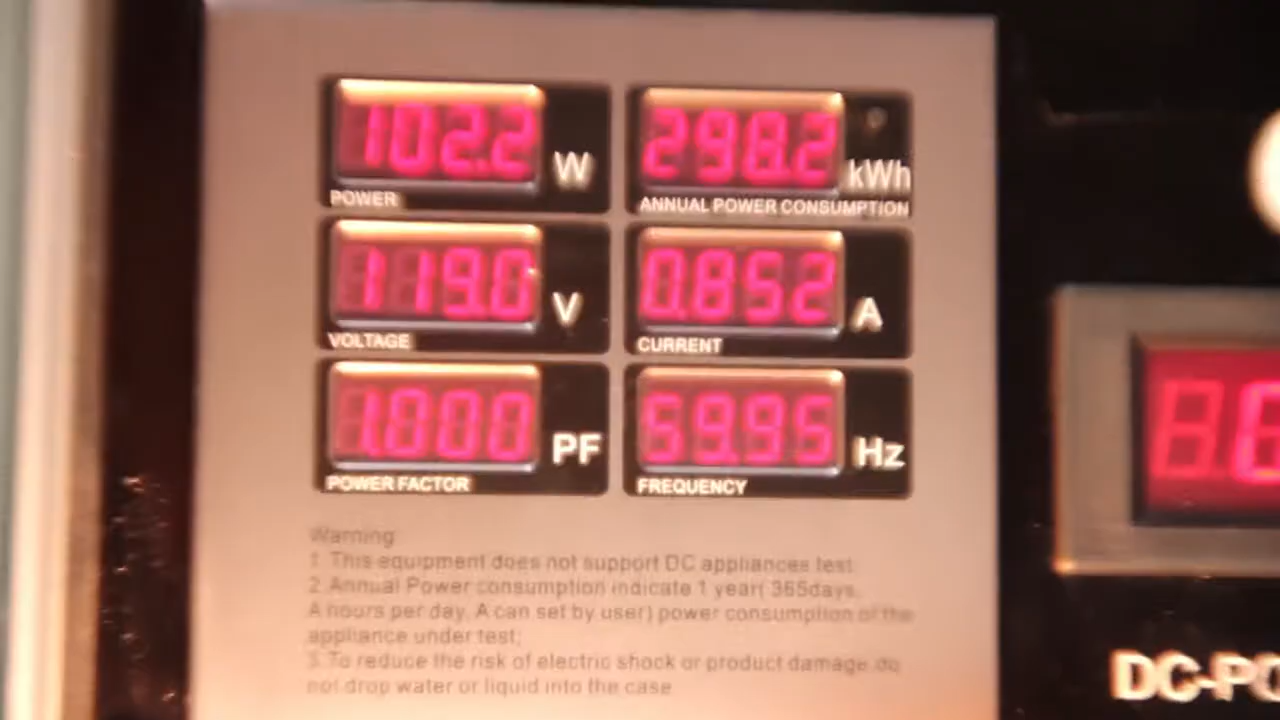 102.2 W
POWER
298.2 kWh
ANNUAL POWER CONSUMPTION
119.0 V
VOLTAGE
0.852 A
CURRENT
1.000 PF
POWER FACTOR
59.95 Hz
FREQUENCY
Warning:
1. This equipment does not support DC appliances test.
2. Annual Power consumption indicate 1 year( 365days,
A hours per day, A can set by user) power consumption of the
appliance under test;
3. To reduce the risk of electric shock or product damage,do
not drop water or liquid into the case
DC-PO